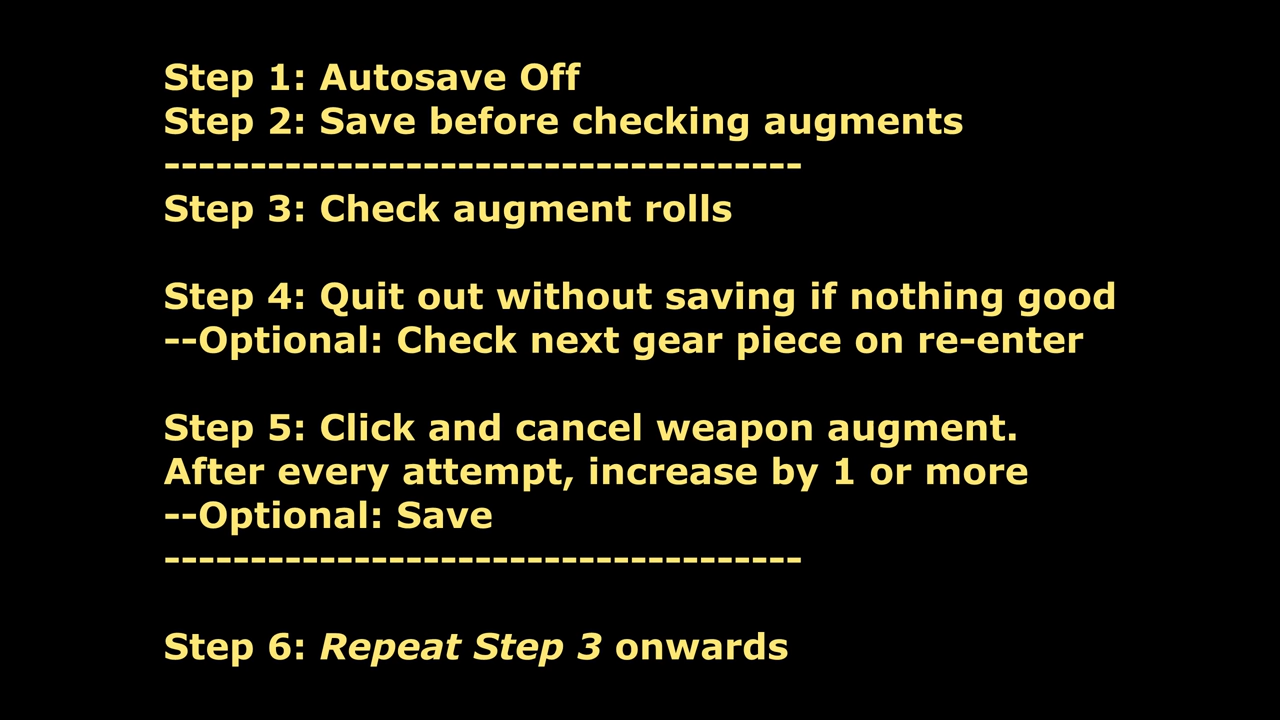 Step 1: Autosave Off
Step 2: Save before checking augments
-------------------------------------
Step 3: Check augment rolls
Step 4: Quit out without saving if nothing good
--Optional: Check next gear piece on re-enter
Step 5: Click and cancel weapon augment.
After every attempt, increase by 1 or more
--Optional: Save
-------------------------------------
Step 6: Repeat Step 3 onwards